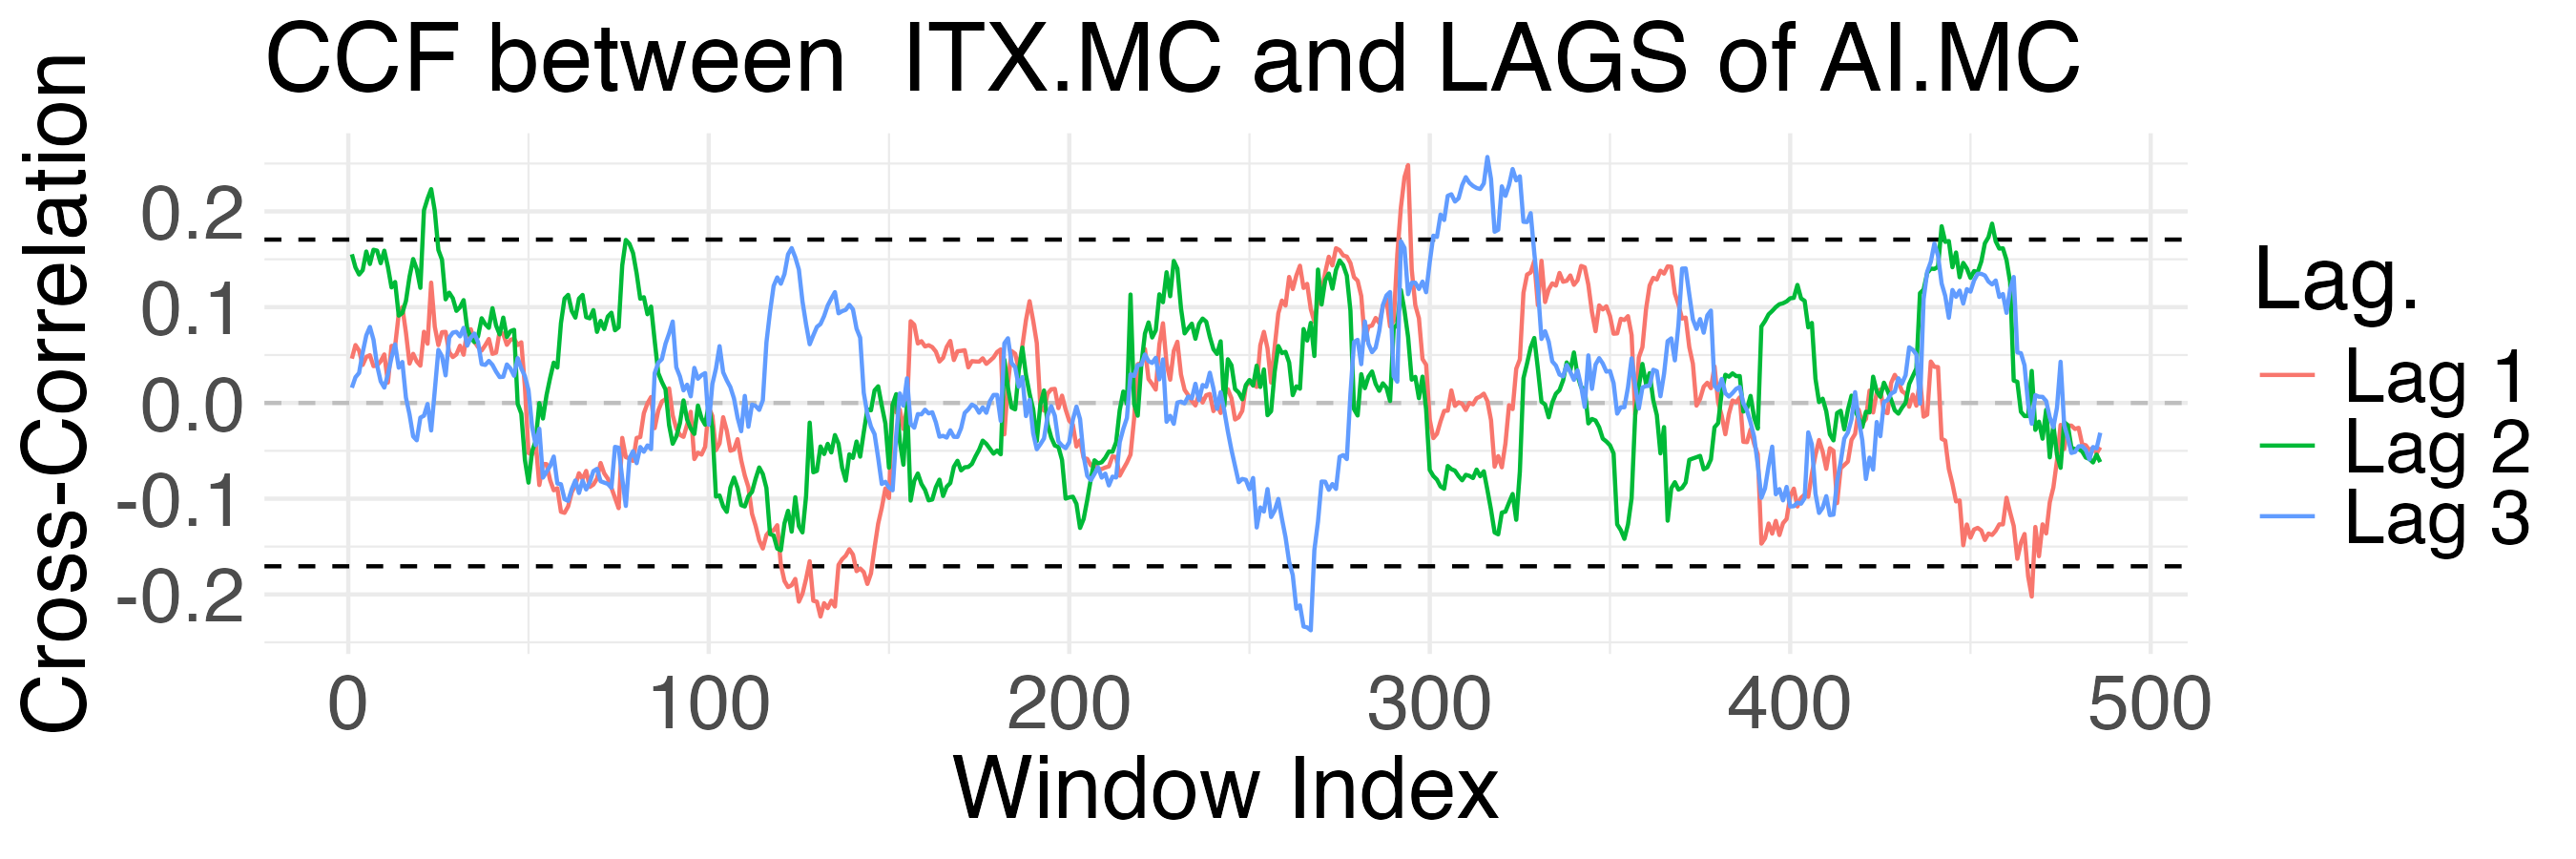 CCF between  ITX.MC and LAGS of AI.MC
Cross-Correlation
0.2
0.1
0.0
-0.1
-0.2
0 100 200 300 400 500
Window Index
Lag.
Lag 1
Lag 2
Lag 3